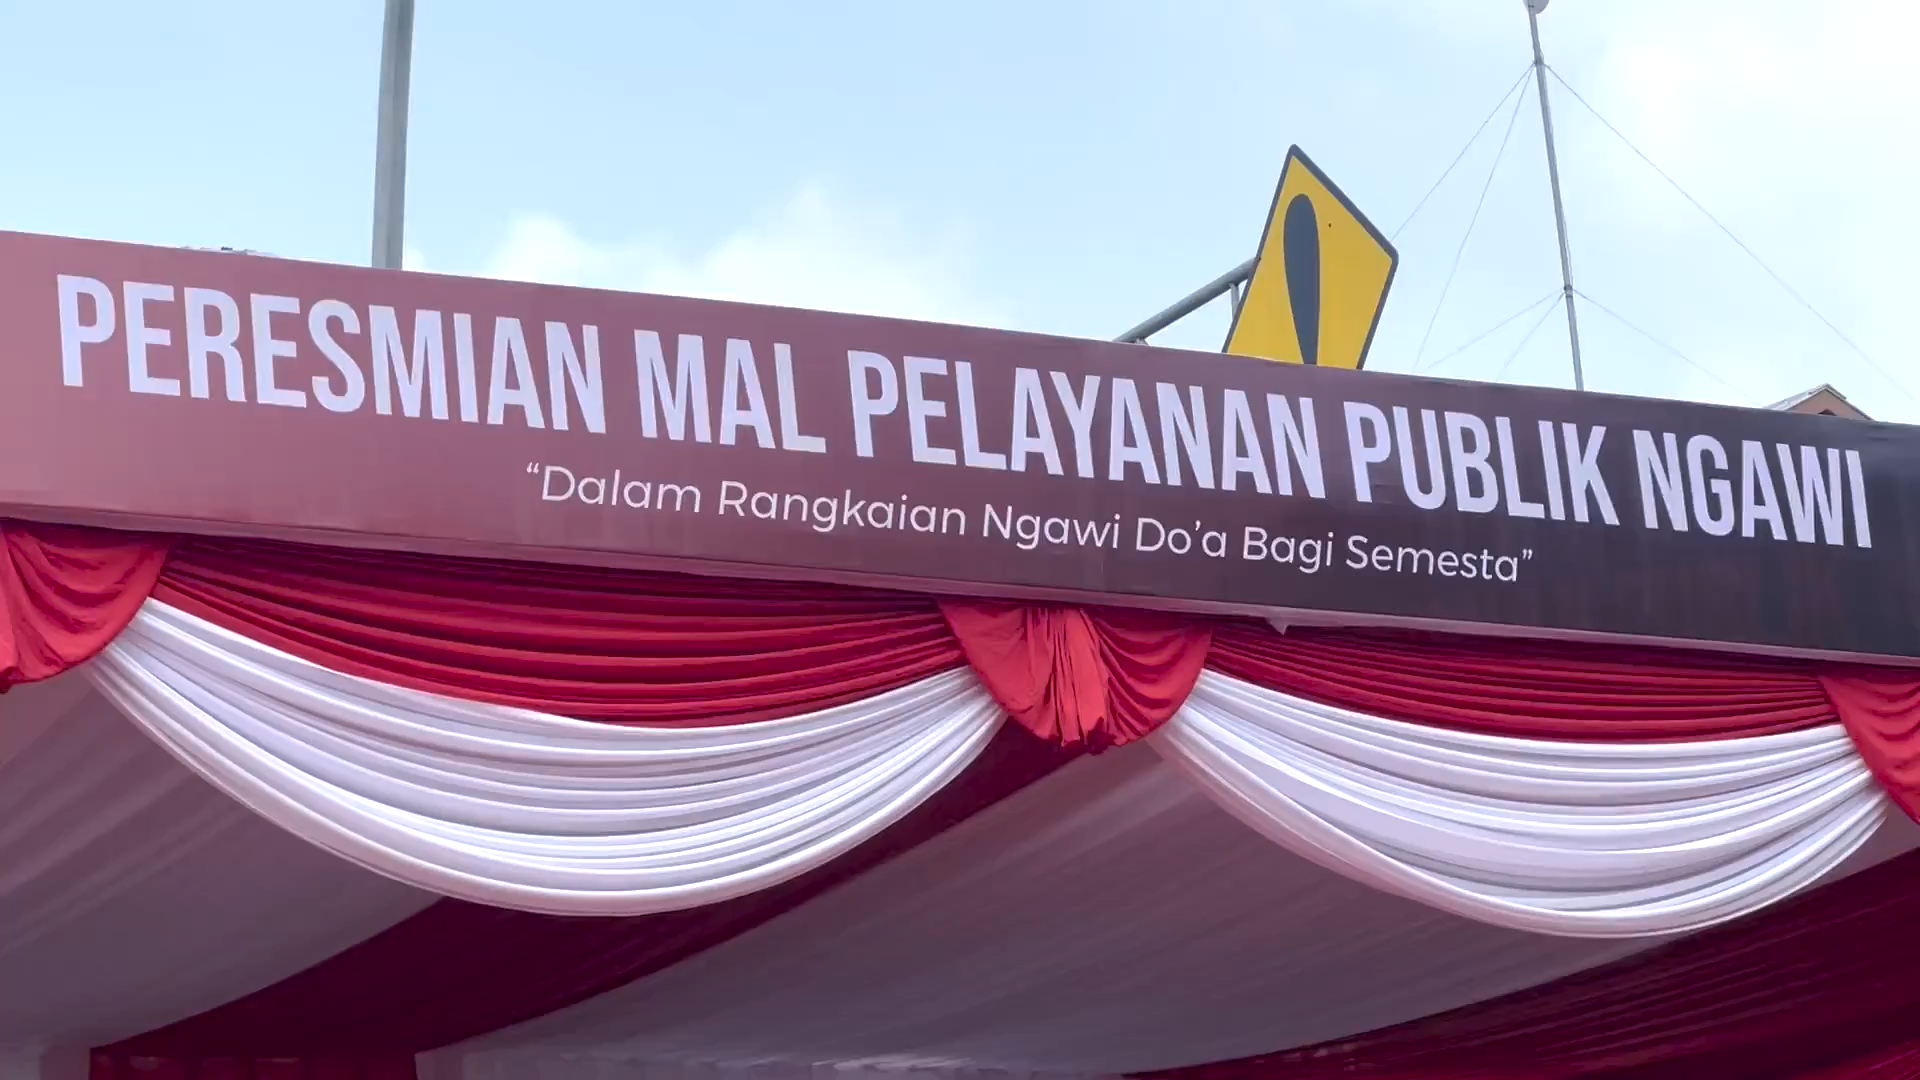 PERESMIAN MAL PELAYANAN PUBLIK NGAWI
“Dalam Rangkaian Ngawi Do’a Bagi Semesta”